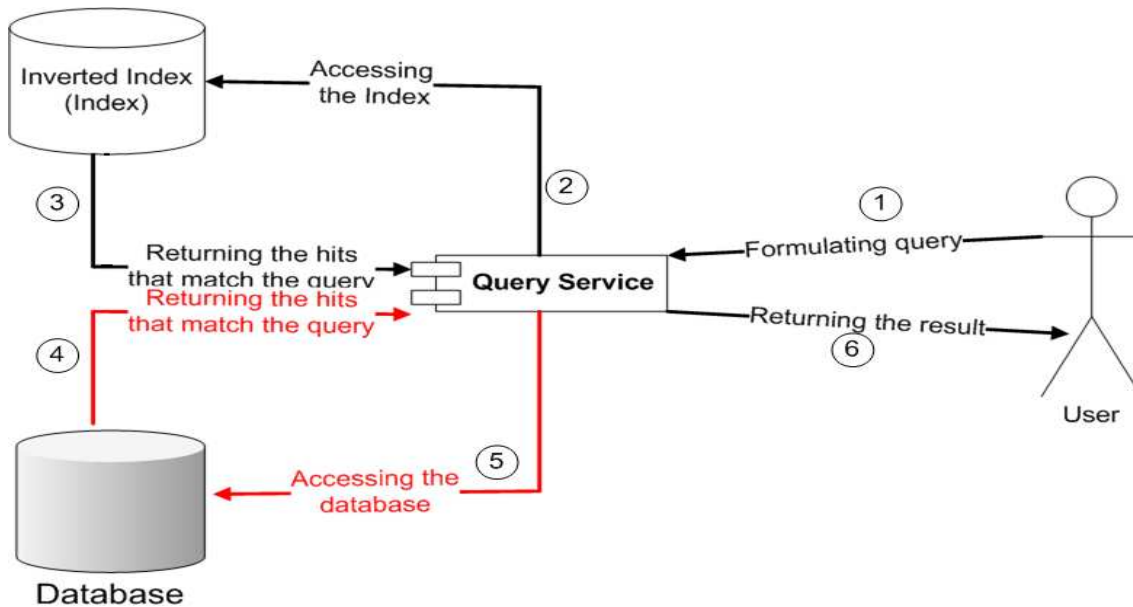 Inverted Index
(Index)
Accessing
the Index
3
2
1
Formulating query
Returning the hits
that match the query
Query Service
Returning the hits
that match the query
Returning the result
6
4
User
5
Accessing the
database
Database